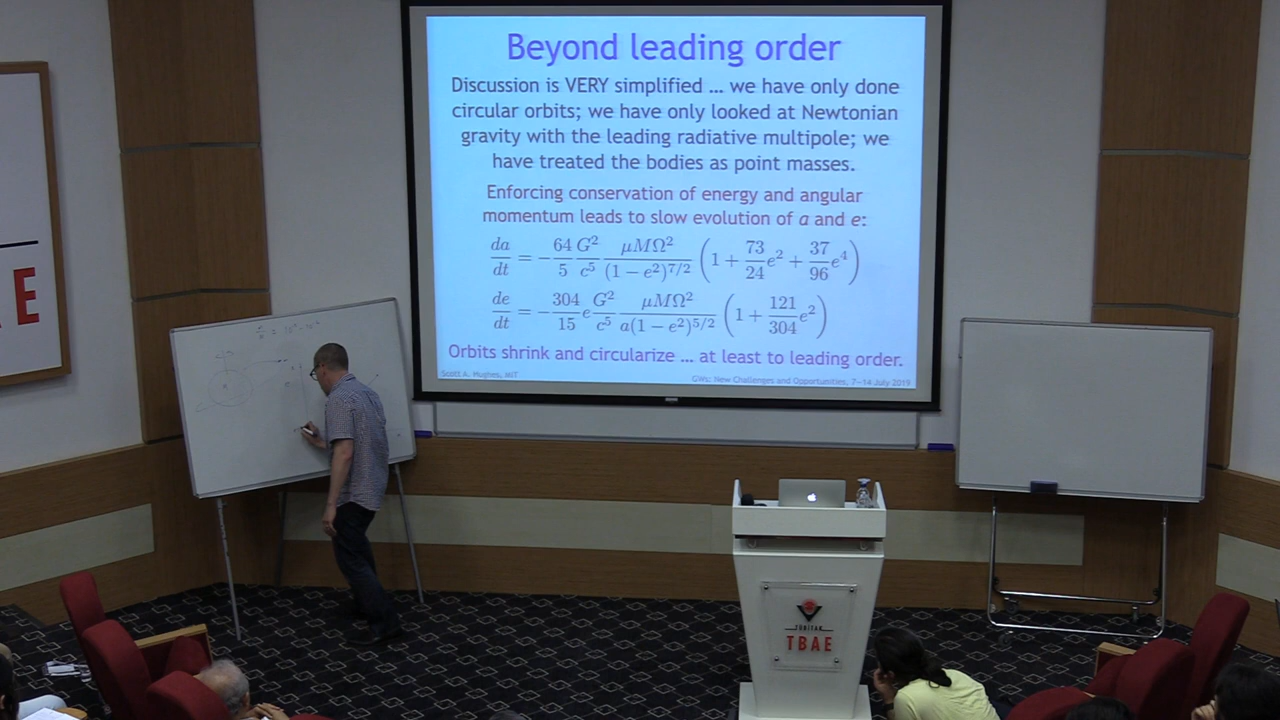 Beyond leading order
Discussion is VERY simplified ... we have only done
circular orbits; we have only looked at Newtonian
gravity with the leading radiative multipole; we
have treated the bodies as point masses.
Enforcing conservation of energy and angular
momentum leads to slow evolution of a and e:
da/dt = −64/5 G²/c⁵ μMΩ²/(1 − e²)^7/2 (1 + 73/24 e² + 37/96 e⁴)
de/dt = −304/15 e G²/c⁵ μMΩ²/a(1 − e²)^5/2 (1 + 121/304 e²)
Orbits shrink and circularize ... at least to leading order.
Scott A. Hughes, MIT
GWs: New Challenges and Opportunities, 7−14 July 2019
AE
TÜBİTAK
TBAE